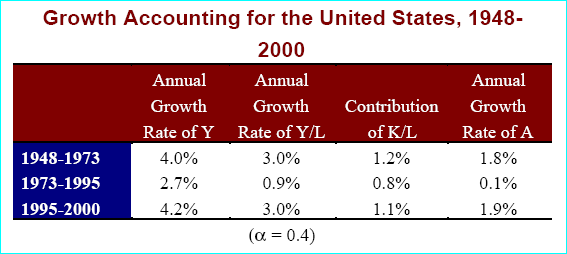 Growth Accounting for the United States, 1948-
2000
Annual Annual Annual
Growth Growth Contribution Growth
Rate of Y Rate of Y/L of K/L Rate of A
1948-1973 4.0% 3.0% 1.2% 1.8%
1973-1995 2.7% 0.9% 0.8% 0.1%
1995-2000 4.2% 3.0% 1.1% 1.9%
(α = 0.4)